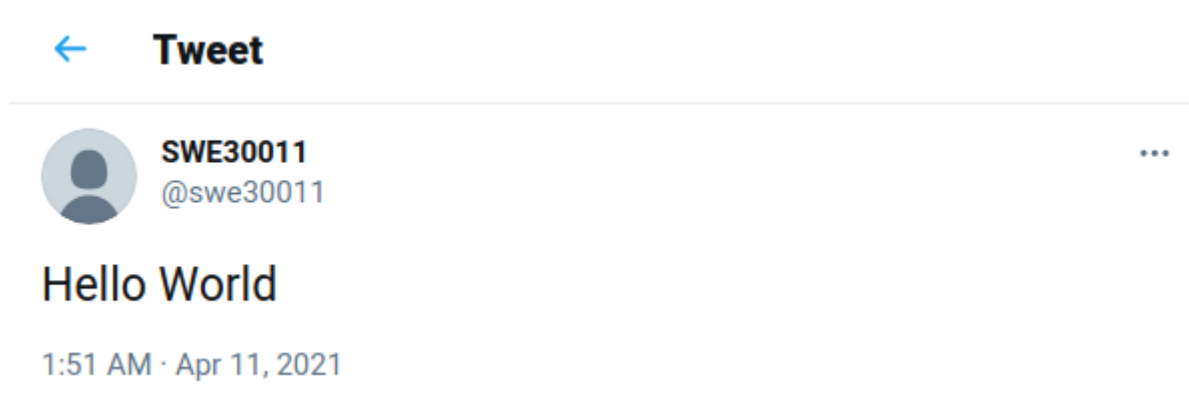 Tweet
SWE30011
@swe30011
Hello World
1:51 AM · Apr 11, 2021